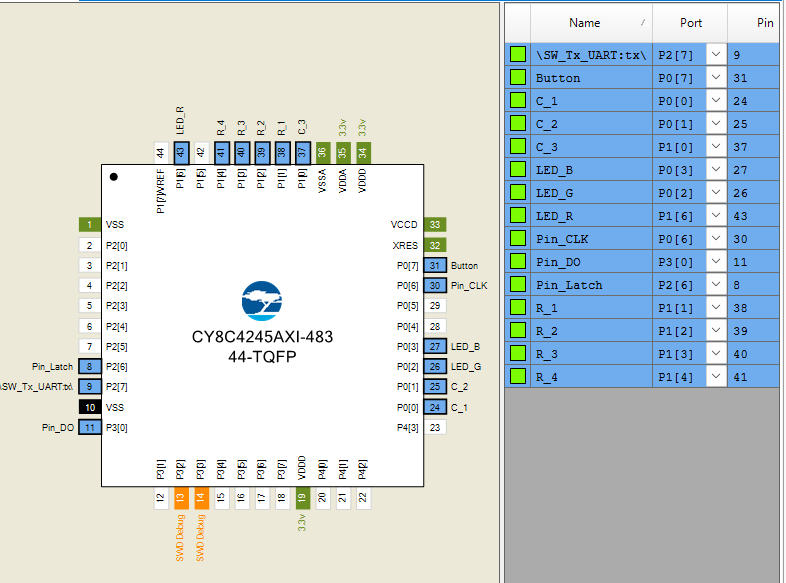 Name / Port Pin
\SW_Tx_UART:tx\ P2[7] 9
Button P0[7] 31
C_1 P0[0] 24
C_2 P0[1] 25
C_3 P1[0] 37
LED_B P0[3] 27
LED_G P0[2] 26
LED_R P1[6] 43
Pin_CLK P0[6] 30
Pin_DO P3[0] 11
Pin_Latch P2[6] 8
R_1 P1[1] 38
R_2 P1[2] 39
R_3 P1[3] 40
R_4 P1[4] 41
LED_R R_4 R_3 R_2 R_1 C_3 3.3v 3.3v
44 43 42 41 40 39 38 37 36 35 34
P1[7]/VREF P1[6] P1[5] P1[4] P1[3] P1[2] P1[1] P1[0] VSSA VDDA VDDD
1 VSS
2 P2[0]
3 P2[1]
4 P2[2]
5 P2[3]
6 P2[4]
7 P2[5]
Pin_Latch 8 P2[6]
\SW_Tx_UART:tx\ 9 P2[7]
10 VSS
Pin_DO 11 P3[0]
CY8C4245AXI-483
44-TQFP
VCCD 33
XRES 32
P0[7] 31 Button
P0[6] 30 Pin_CLK
P0[5] 29
P0[4] 28
P0[3] 27 LED_B
P0[2] 26 LED_G
P0[1] 25 C_2
P0[0] 24 C_1
P4[3] 23
P3[1] P3[2] P3[3] P3[4] P3[5] P3[6] P3[7] VDDD P4[0] P4[1] P4[2]
12 13 14 15 16 17 18 19 20 21 22
SWD Debug SWD Debug 3.3v